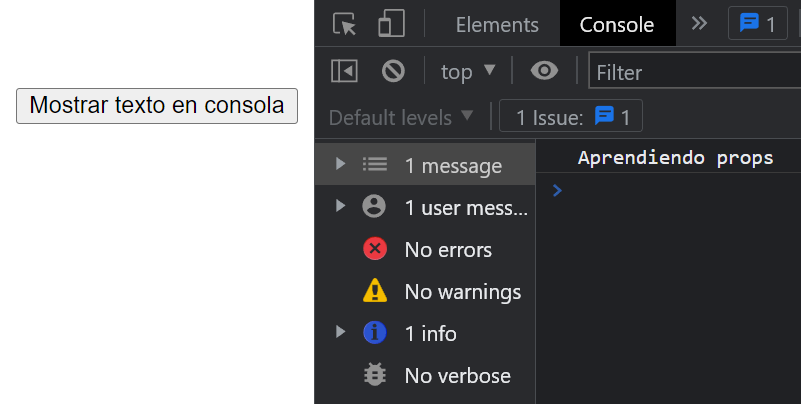 Mostrar texto en consola
Elements Console 1
top Filter
Default levels 1 Issue: 1
1 message
1 user mess...
No errors
No warnings
1 info
No verbose
Aprendiendo props